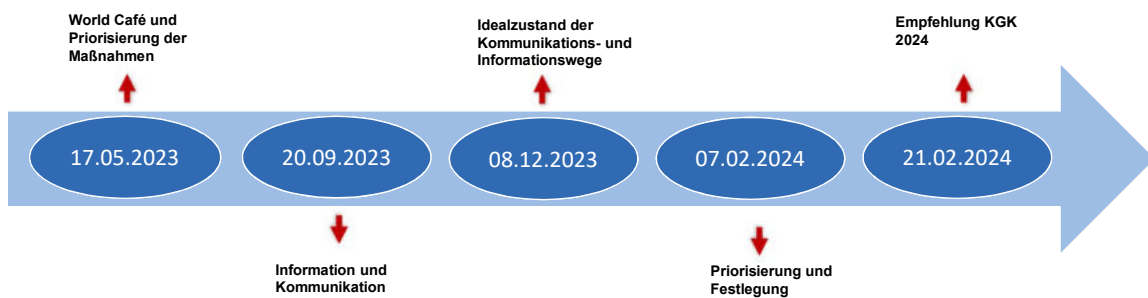 World Café und
Priorisierung der
Maßnahmen
Idealzustand der
Kommunikations- und
Informationswege
Empfehlung KGK
2024
17.05.2023
20.09.2023
08.12.2023
07.02.2024
21.02.2024
Information und
Kommunikation
Priorisierung und
Festlegung